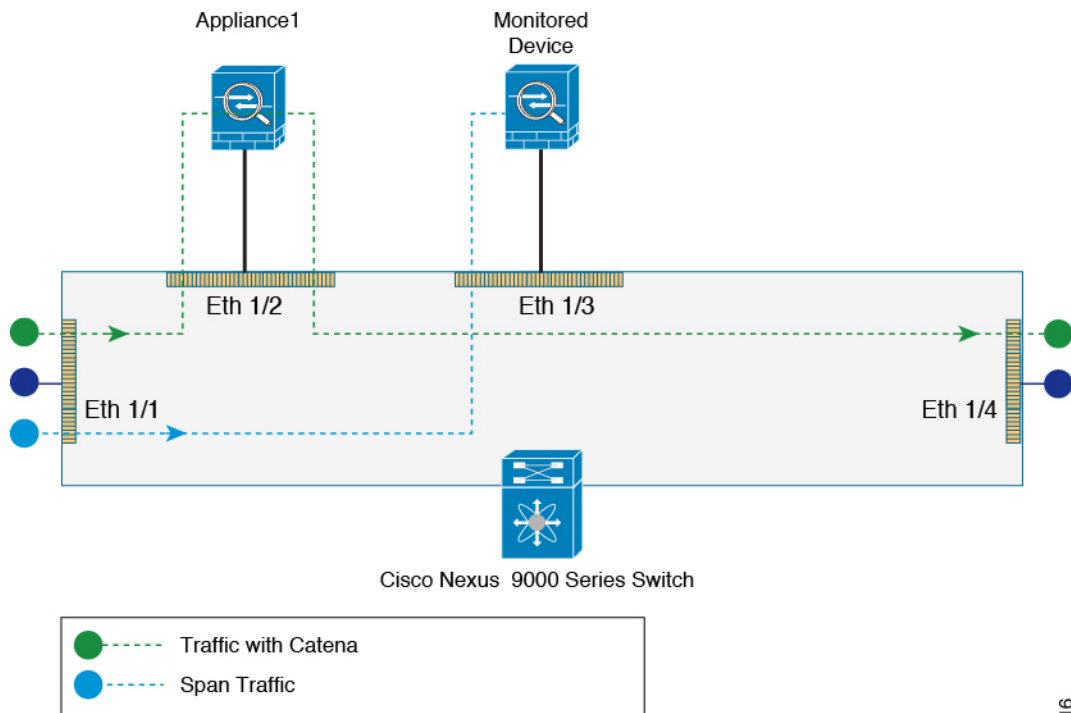 Appliance1
Monitored
Device
Eth 1/2
Eth 1/3
Eth 1/1
Eth 1/4
Cisco Nexus 9000 Series Switch
Traffic with Catena
Span Traffic